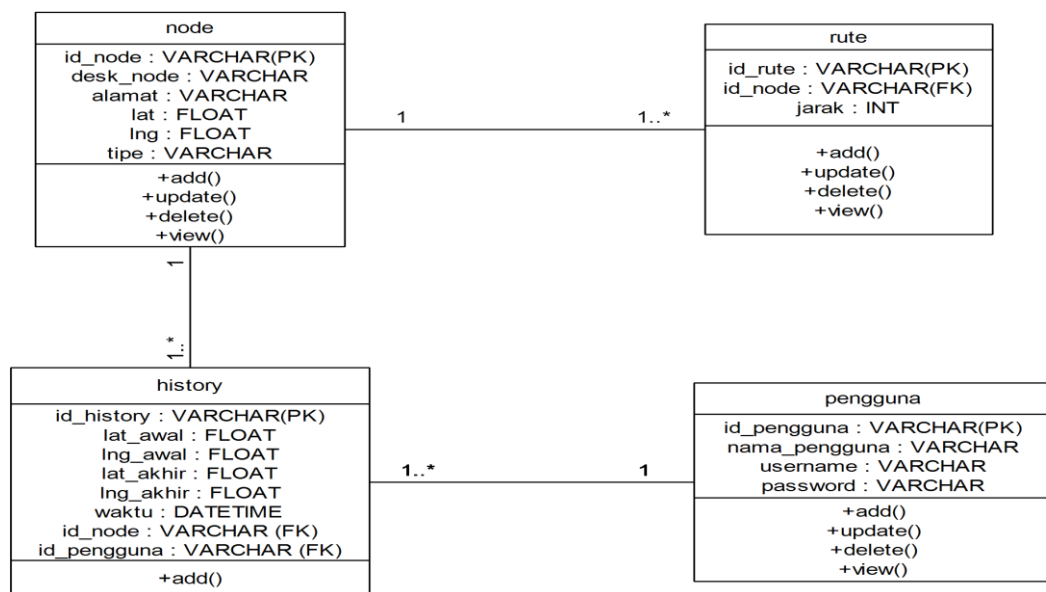 node
id_node : VARCHAR(PK)
desk_node : VARCHAR
alamat : VARCHAR
lat : FLOAT
lng : FLOAT
tipe : VARCHAR
+add()
+update()
+delete()
+view()
1
1..*
rute
id_rute : VARCHAR(PK)
id_node : VARCHAR(FK)
jarak : INT
+add()
+update()
+delete()
+view()
1
1..*
history
id_history : VARCHAR(PK)
lat_awal : FLOAT
lng_awal : FLOAT
lat_akhir : FLOAT
lng_akhir : FLOAT
waktu : DATETIME
id_node : VARCHAR (FK)
id_pengguna : VARCHAR (FK)
+add()
1..*
1
pengguna
id_pengguna : VARCHAR(PK)
nama_pengguna : VARCHAR
username : VARCHAR
password : VARCHAR
+add()
+update()
+delete()
+view()